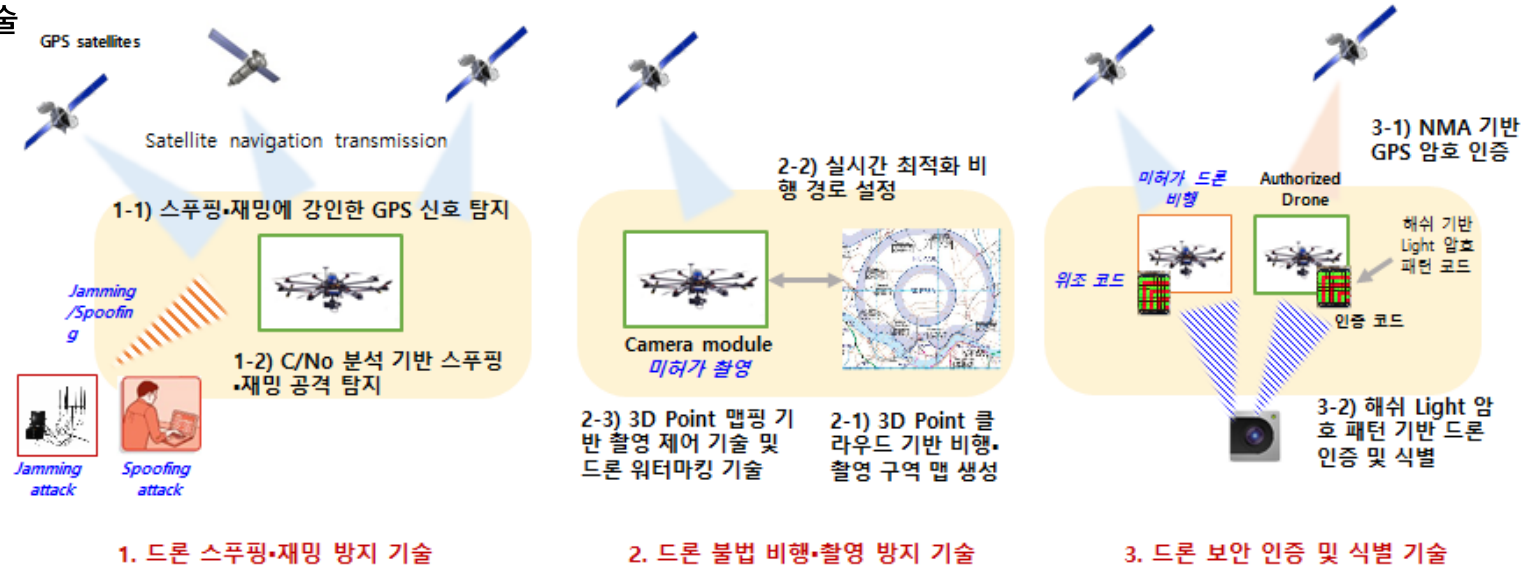 술
GPS satellites
Satellite navigation transmission
1-1) 스푸핑▪재밍에 강인한 GPS 신호 탐지
Jamming
/Spoofin
g
1-2) C/No 분석 기반 스푸핑
▪재밍 공격 탐지
Jamming
attack
Spoofing
attack
1. 드론 스푸핑▪재밍 방지 기술
2-2) 실시간 최적화 비
행 경로 설정
Camera module
미허가 촬영
2-3) 3D Point 맵핑 기
반 촬영 제어 기술 및
드론 워터마킹 기술
2-1) 3D Point 클
라우드 기반 비행▪
촬영 구역 맵 생성
2. 드론 불법 비행▪촬영 방지 기술
3-1) NMA 기반
GPS 암호 인증
미허가 드론
비행
Authorized
Drone
해쉬 기반
Light 암호
패턴 코드
위조 코드
인증 코드
3-2) 해쉬 Light 암
호 패턴 기반 드론
인증 및 식별
3. 드론 보안 인증 및 식별 기술